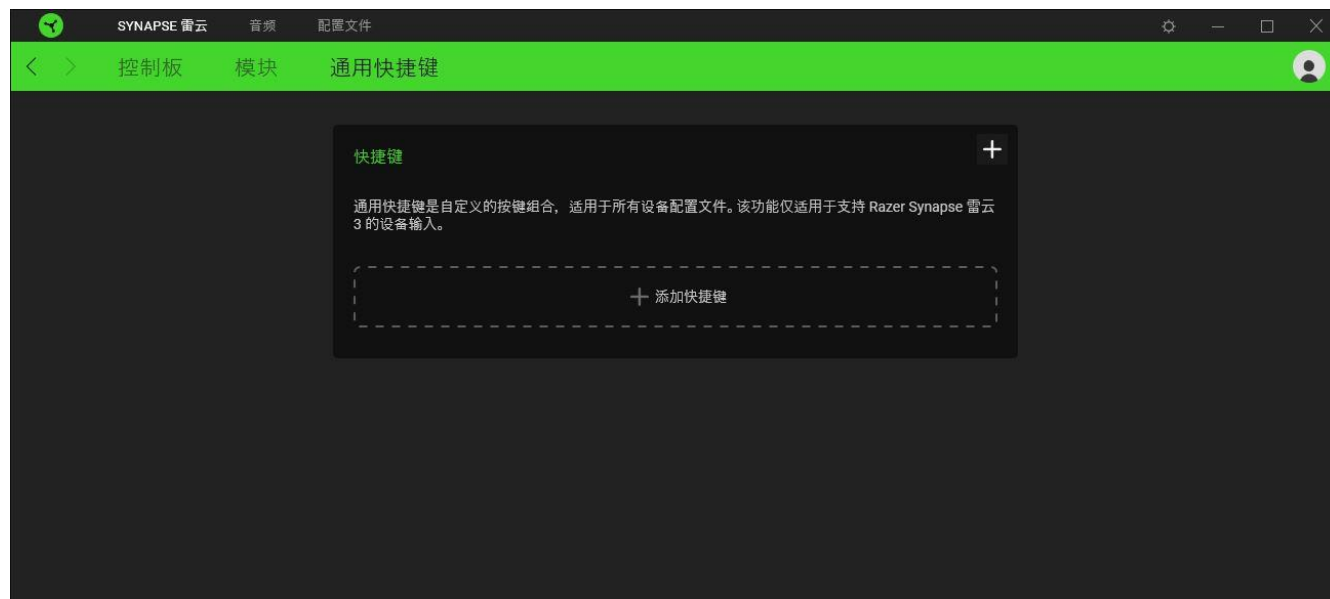 SYNAPSE 雷云 音频 配置文件
控制板 模块 通用快捷键
快捷键
通用快捷键是自定义的按键组合，适用于所有设备配置文件。该功能仅适用于支持 Razer Synapse 雷云
3 的设备输入。
添加快捷键